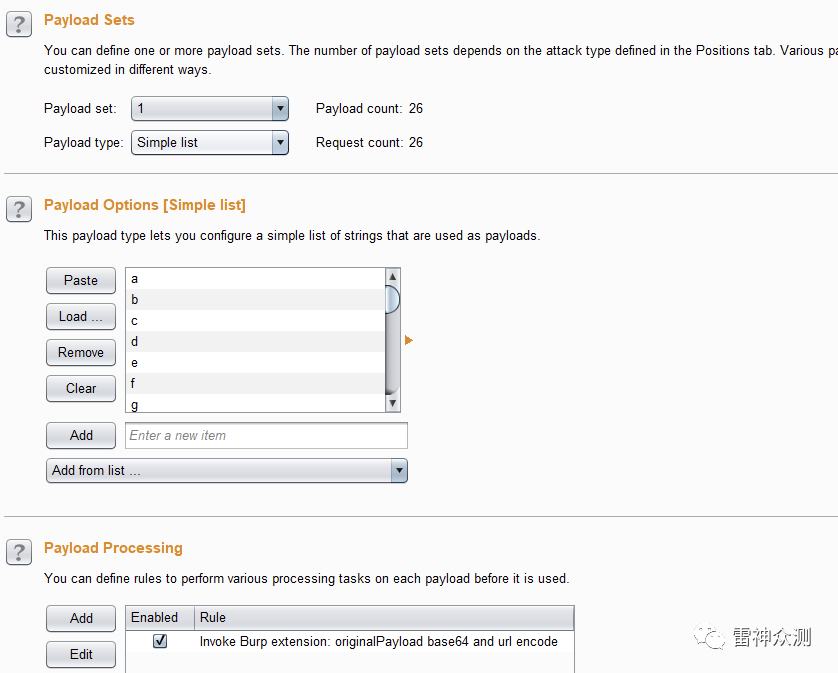 Payload Sets
You can define one or more payload sets. The number of payload sets depends on the attack type defined in the Positions tab. Various pa
customized in different ways.
Payload set: 1 Payload count: 26
Payload type: Simple list Request count: 26
Payload Options [Simple list]
This payload type lets you configure a simple list of strings that are used as payloads.
Paste
Load ...
Remove
Clear
a
b
c
d
e
f
g
Add Enter a new item
Add from list ...
Payload Processing
You can define rules to perform various processing tasks on each payload before it is used.
Add Enabled Rule
Edit Invoke Burp extension: originalPayload base64 and url encode
雷神众测